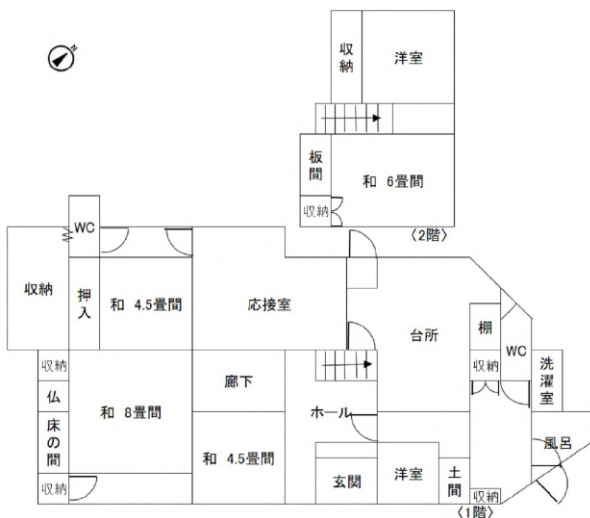 N
収納
洋室
板間
和 6畳間
収納
〈2階〉
WC
収納
押入
和 4.5畳間
応接室
台所
棚
WC
収納
収納
仏
床の間
収納
和 8畳間
廊下
和 4.5畳間
ホール
玄関
洋室
土間
収納
洗濯室
風呂
〈1階〉